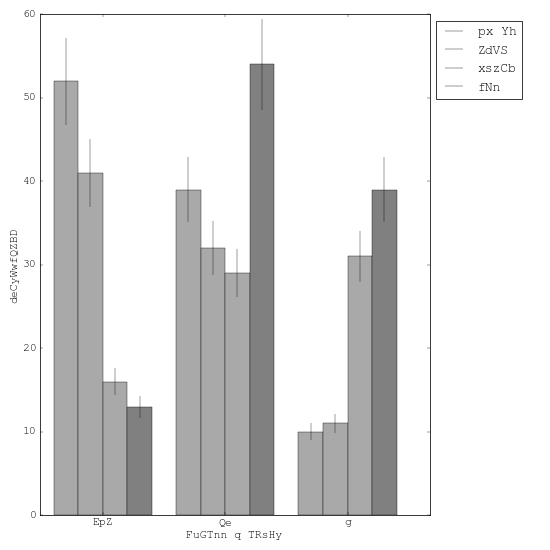 60
50
40
30
20
10
0
deCyWwfQZBD
EpZ
Qe
g
FuGTnn q TRsHy
px Yh
ZdVS
xszCb
fNn